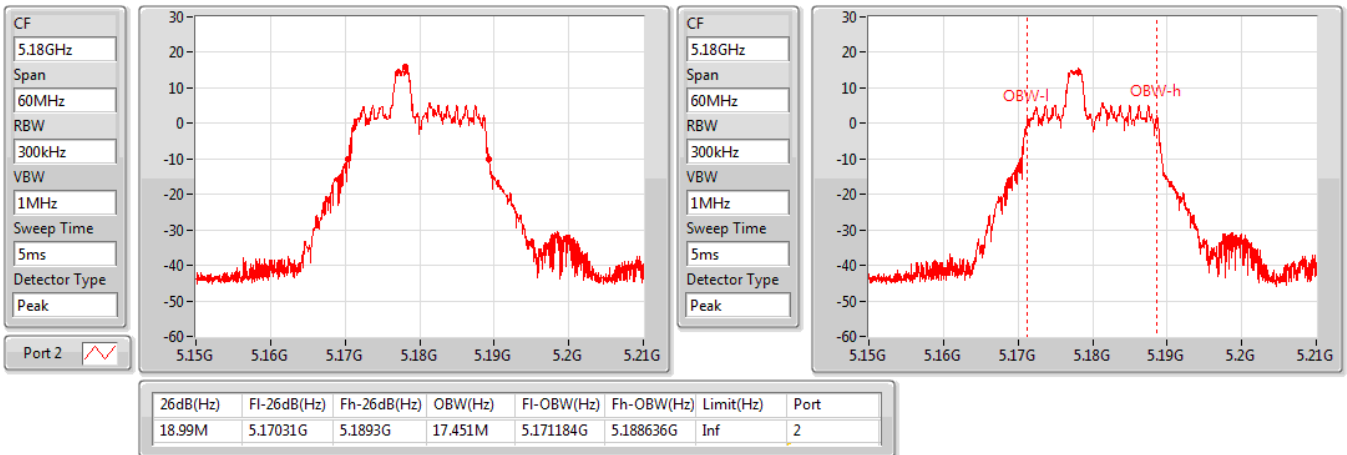 CF
5.18GHz
Span
60MHz
RBW
300kHz
VBW
1MHz
Sweep Time
5ms
Detector Type
Peak
Port 2
30
20
10
0
-10
-20
-30
-40
-50
-60
5.15G 5.16G 5.17G 5.18G 5.19G 5.2G 5.21G
CF
5.18GHz
Span
60MHz
RBW
300kHz
VBW
1MHz
Sweep Time
5ms
Detector Type
Peak
30
20
10
0
-10
-20
-30
-40
-50
-60
OBW-l OBW-h
5.15G 5.16G 5.17G 5.18G 5.19G 5.2G 5.21G
26dB(Hz) Fl-26dB(Hz) Fh-26dB(Hz) OBW(Hz) Fl-OBW(Hz) Fh-OBW(Hz) Limit(Hz) Port
18.99M 5.17031G 5.1893G 17.451M 5.171184G 5.188636G Inf 2